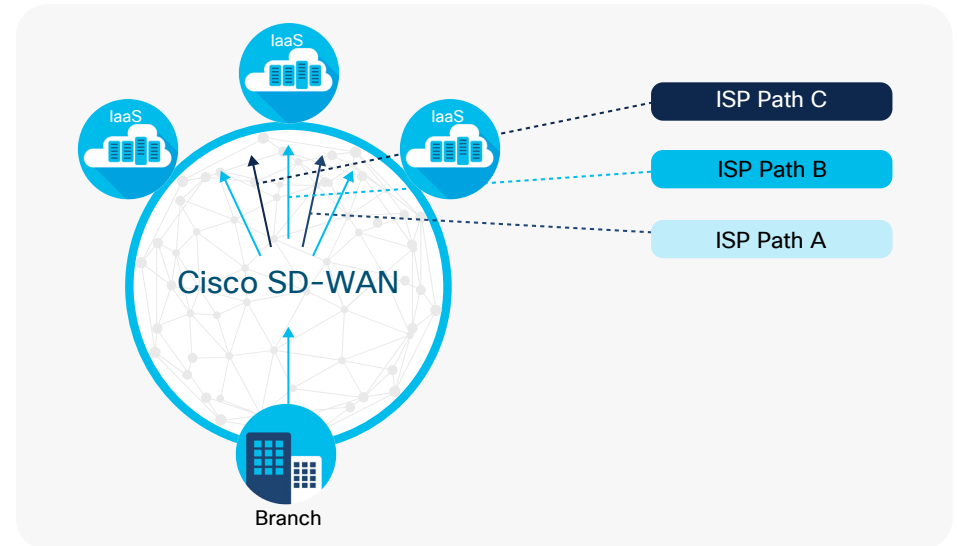 IaaS
IaaS
IaaS
ISP Path C
ISP Path B
ISP Path A
Cisco SD-WAN
Branch